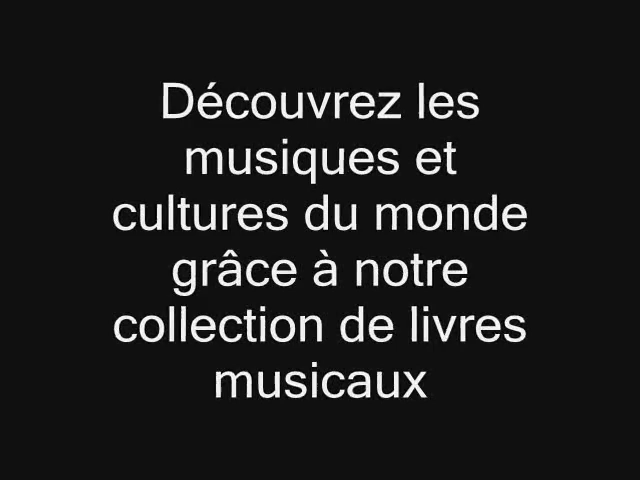 Découvrez les
musiques et
cultures du monde
grâce à notre
collection de livres
musicaux